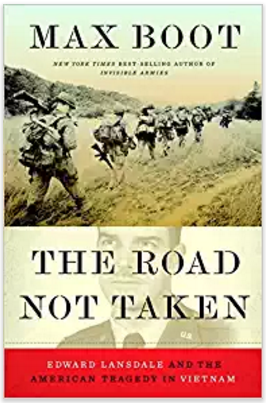 MAX BOOT
NEW YORK TIMES BEST-SELLING AUTHOR OF
INVISIBLE ARMIES
THE ROAD
NOT TAKEN
US
EDWARD LANSDALE AND THE
AMERICAN TRAGEDY IN VIETNAM